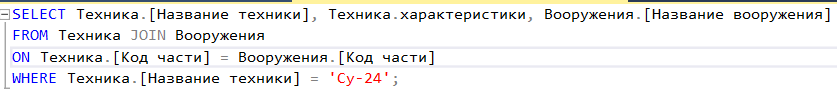 SELECT Техника.[Название техники], Техника.характеристики, Вооружения.[Название вооружения]
FROM Техника JOIN Вооружения
ON Техника.[Код части] = Вооружения.[Код части]
WHERE Техника.[Название техники] = 'Су-24';